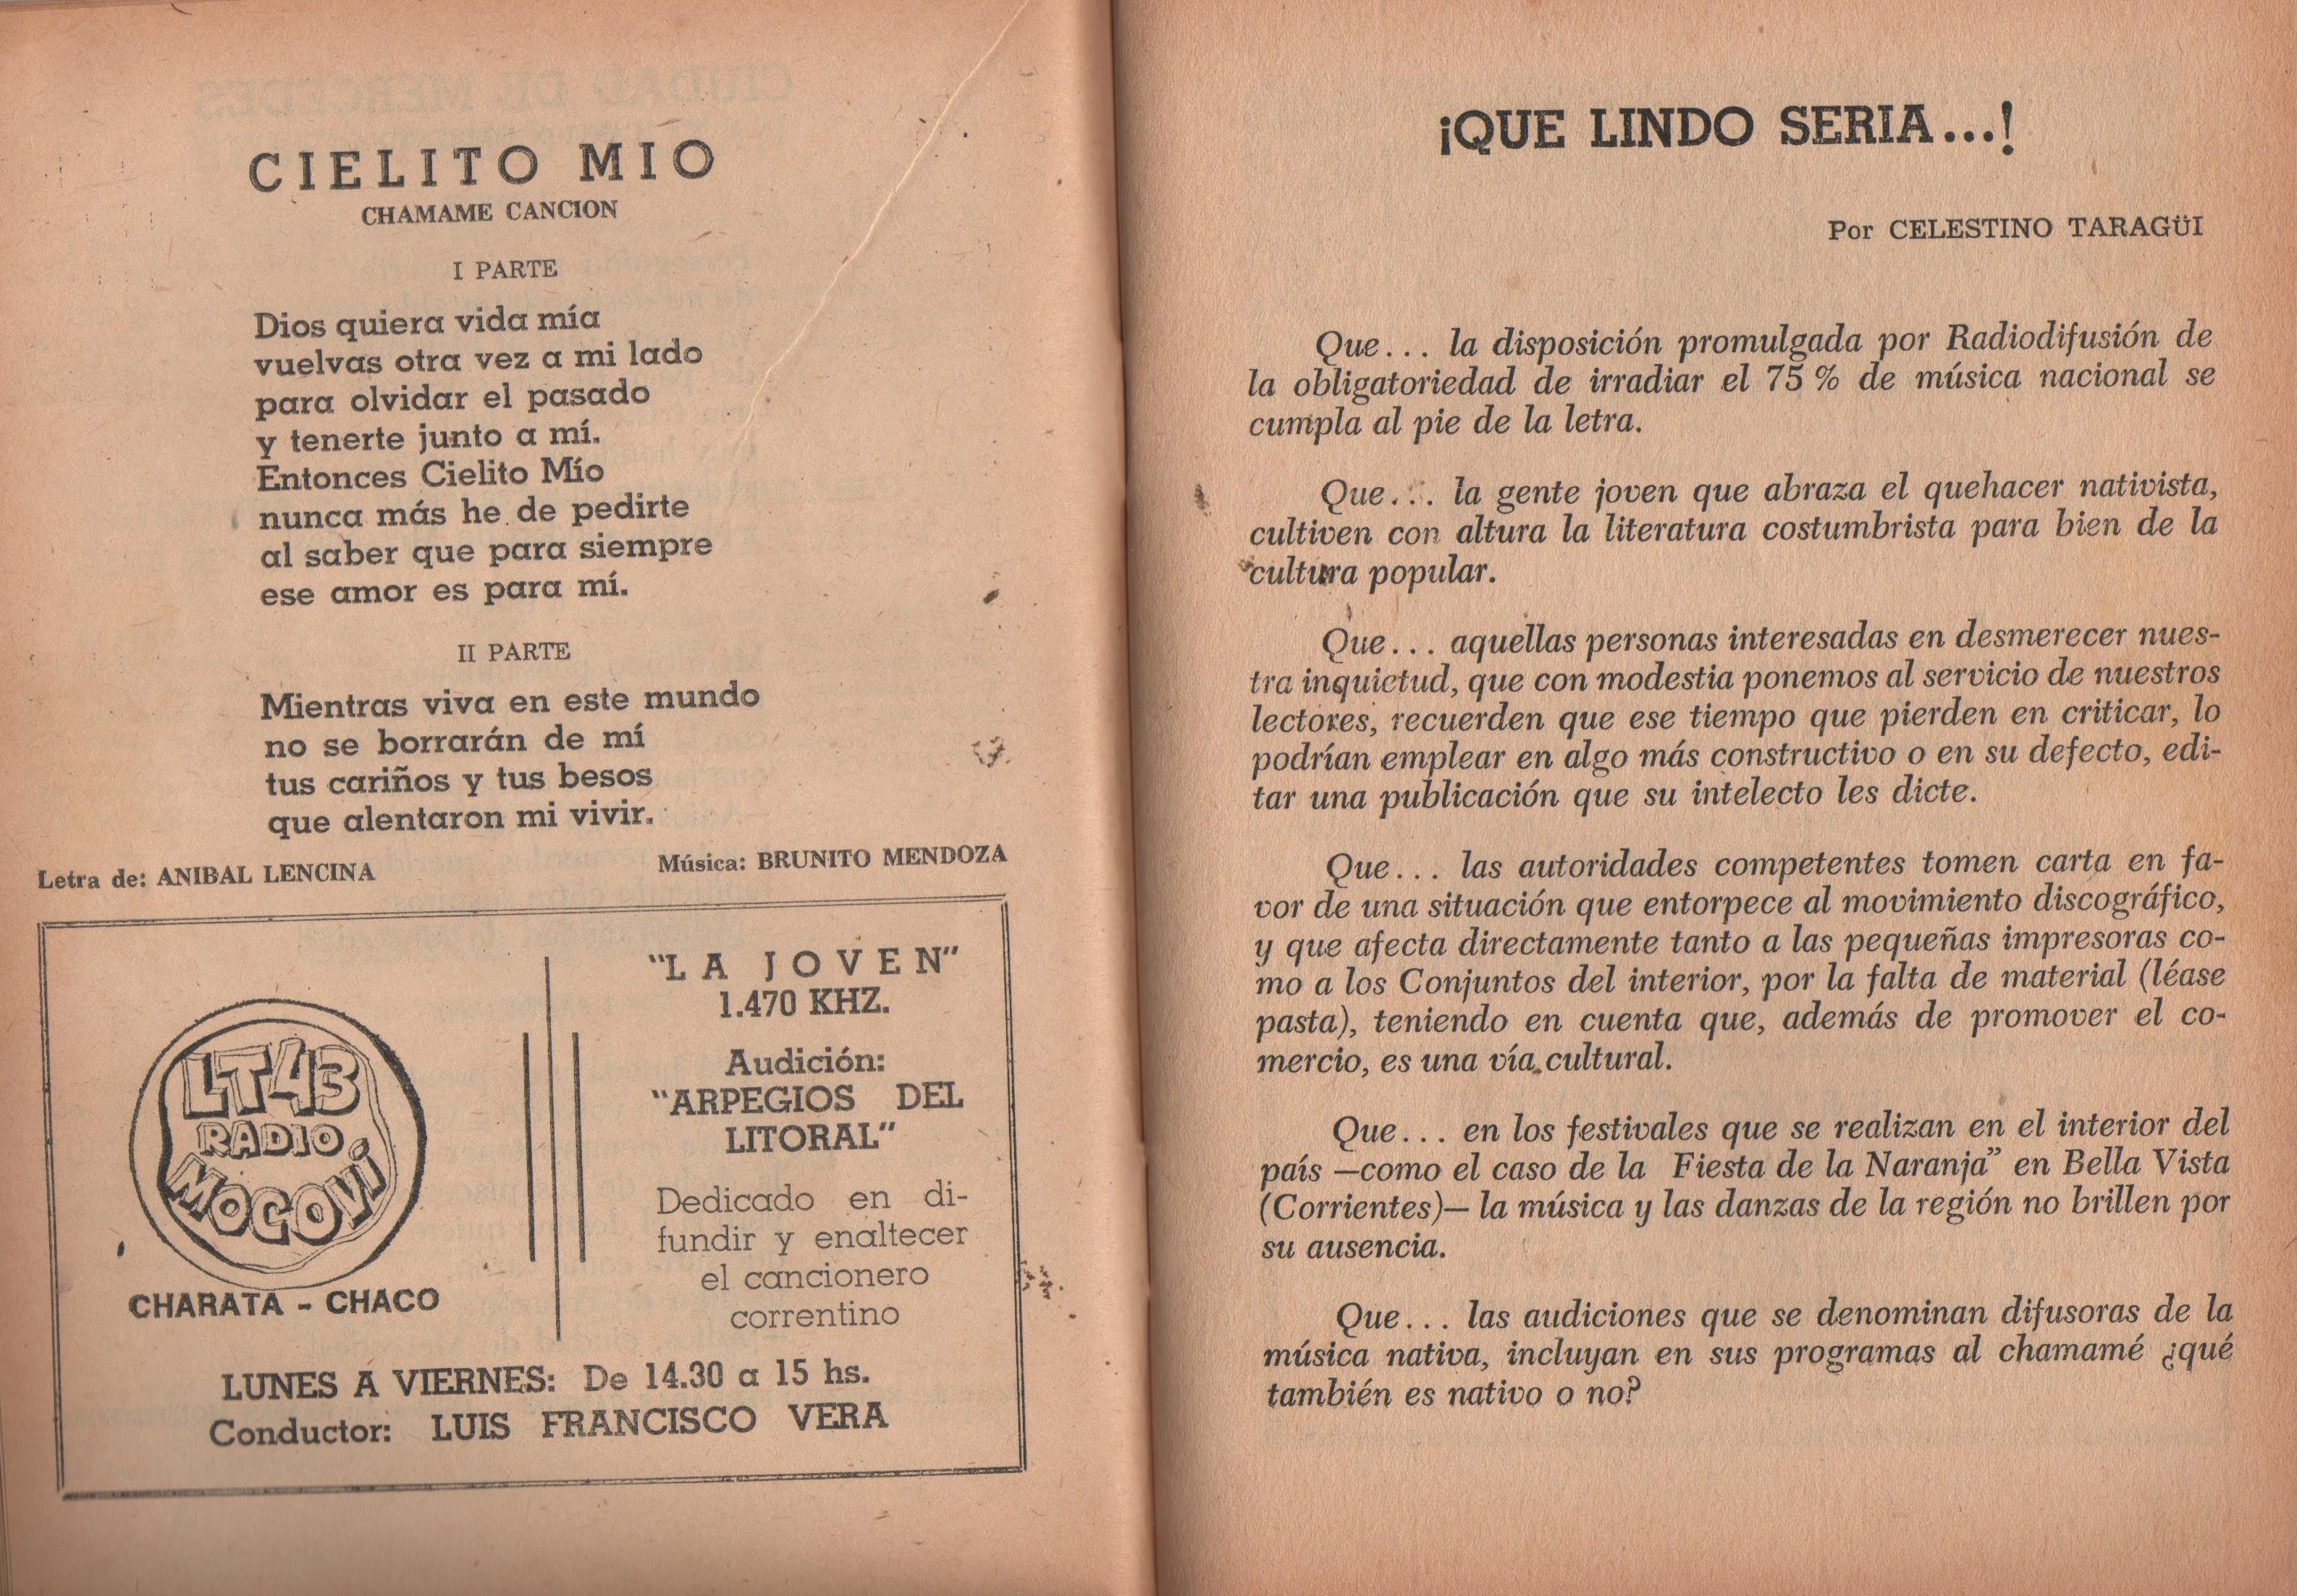 CIELITO MIO
CHAMAME CANCION
I PARTE
Dios quiera vida mía
vuelvas otra vez a mi lado
para olvidar el pasado
y tenerte junto a mí.
Entonces Cielito Mío
nunca más he de pedirte
al saber que para siempre
ese amor es para mí.
II PARTE
Mientras viva en este mundo
no se borrarán de mí
tus cariños y tus besos
que alentaron mi vivir.
Letra de: ANIBAL LENCINA
Música: BRUNITO MENDOZA
LT43
RADIO
MOCOVÍ
CHARATA - CHACO
"LA JOVEN"
1.470 KHZ.
Audición:
"ARPEGIOS DEL
LITORAL"
Dedicado en di-
fundir y enaltecer
el cancionero
correntino
LUNES A VIERNES: De 14.30 a 15 hs.
Conductor: LUIS FRANCISCO VERA
¡QUE LINDO SERIA...!
Por CELESTINO TARAGÜI
Que... la disposición promulgada por Radiodifusión de
la obligatoriedad de irradiar el 75 % de música nacional se
cumpla al pie de la letra.
Que... la gente joven que abraza el quehacer nativista,
cultiven con altura la literatura costumbrista para bien de la
cultura popular.
Que... aquellas personas interesadas en desmerecer nues-
tra inquietud, que con modestia ponemos al servicio de nuestros
lectores, recuerden que ese tiempo que pierden en criticar, lo
podrían emplear en algo más constructivo o en su defecto, edi-
tar una publicación que su intelecto les dicte.
Que... las autoridades competentes tomen carta en fa-
vor de una situación que entorpece al movimiento discográfico,
y que afecta directamente tanto a las pequeñas impresoras co-
mo a los Conjuntos del interior, por la falta de material (léase
pasta), teniendo en cuenta que, además de promover el co-
mercio, es una vía cultural.
Que... en los festivales que se realizan en el interior del
país —como el caso de la Fiesta de la Naranja" en Bella Vista
(Corrientes)— la música y las danzas de la región no brillen por
su ausencia.
Que... las audiciones que se denominan difusoras de la
música nativa, incluyan en sus programas al chamamé ¿qué
también es nativo o no?